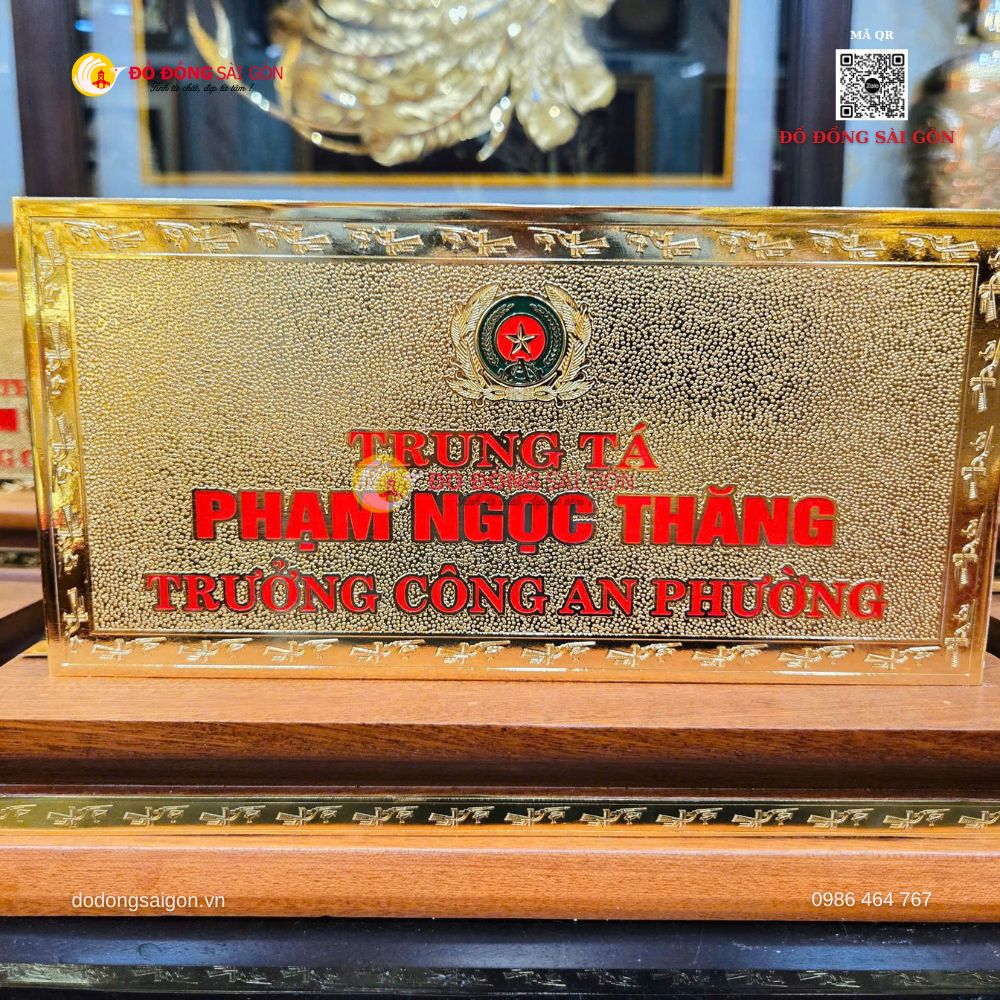 ĐỒ ĐỒNG SÀI GÒN
Tinh từ chất, đẹp từ tâm !
MÃ QR
Zalo
ĐỒ ĐỒNG SÀI GÒN
TRUNG TÁ
ĐỒ ĐỒNG SÀI GÒN
PHẠM NGỌC THĂNG
TRƯỞNG CÔNG AN PHƯỜNG
dodongsaigon.vn
0986 464 767